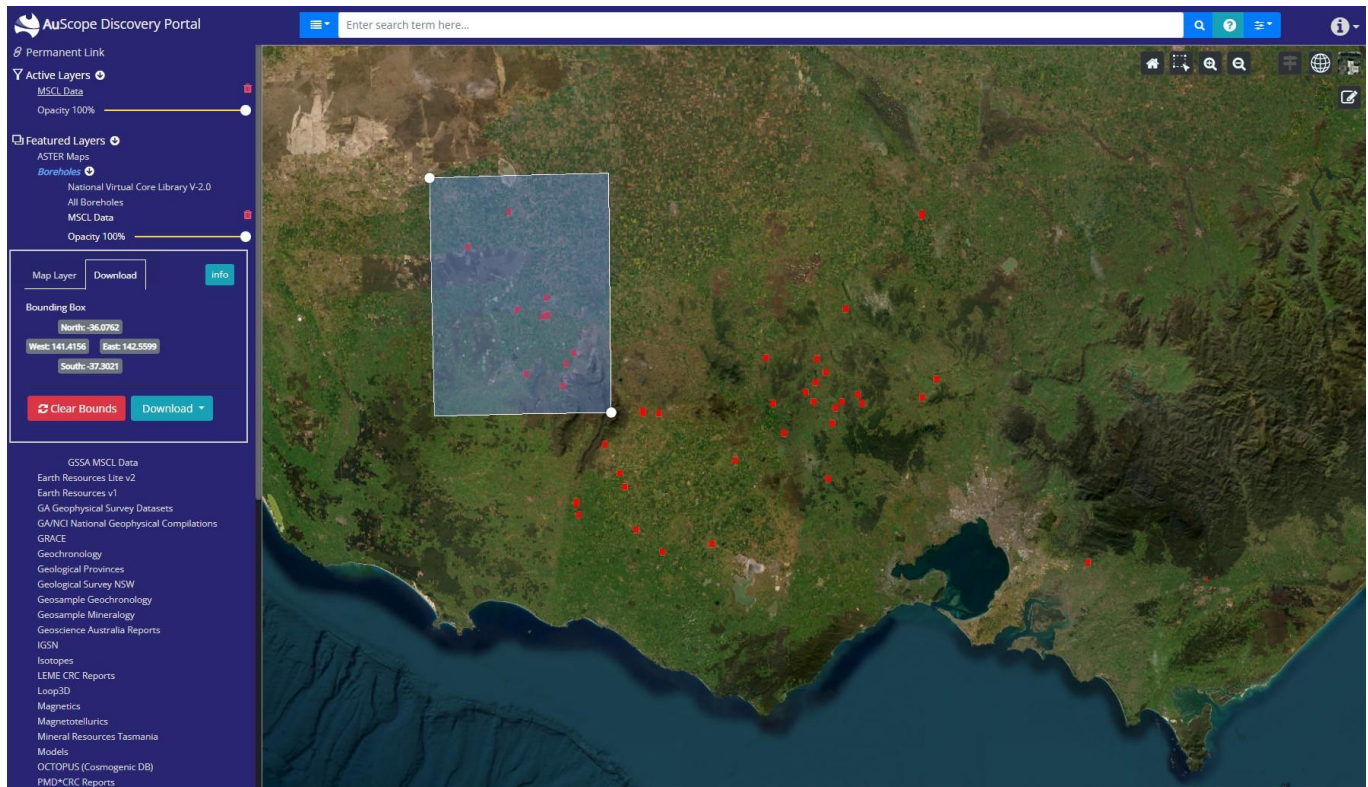 AuScope Discovery Portal
Enter search term here...
Permanent Link
Active Layers
MSCL Data
Opacity 100%
Featured Layers
ASTER Maps
Boreholes
National Virtual Core Library V-2.0
All Boreholes
MSCL Data
Opacity 100%
Map Layer Download info
Bounding Box
North: -36.0762
West: 141.4156 East: 142.5599
South: -37.3021
Clear Bounds Download
GSSA MSCL Data
Earth Resources Lite v2
Earth Resources v1
GA Geophysical Survey Datasets
GA/NCI National Geophysical Compilations
GRACE
Geochronology
Geological Provinces
Geological Survey NSW
Geosample Geochronology
Geosample Mineralogy
Geoscience Australia Reports
IGSN
Isotopes
LEME CRC Reports
Loop3D
Magnetics
Magnetotellurics
Mineral Resources Tasmania
Models
OCTOPUS (Cosmogenic DB)
PMD*CRC Reports